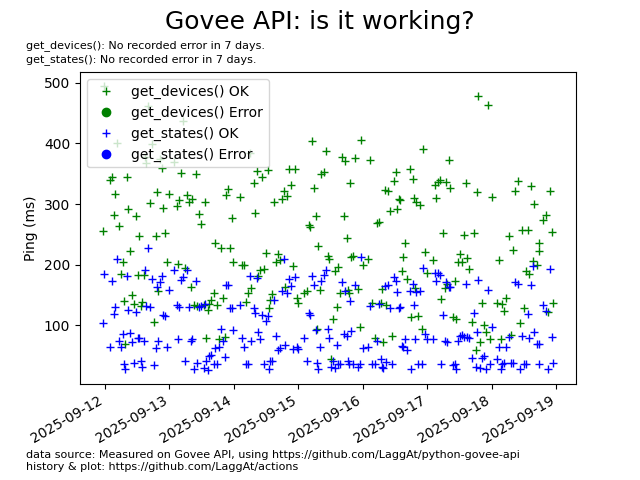 Govee API: is it working?
get_devices(): No recorded error in 7 days.
get_states(): No recorded error in 7 days.
get_devices() OK
get_devices() Error
get_states() OK
get_states() Error
500
400
300
200
100
Ping (ms)
2025-09-12
2025-09-13
2025-09-14
2025-09-15
2025-09-16
2025-09-17
2025-09-18
2025-09-19
data source: Measured on Govee API, using https://github.com/LaggAt/python-govee-api
history & plot: https://github.com/LaggAt/actions